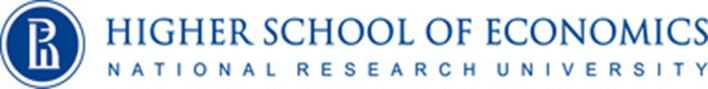 HIGHER SCHOOL OF ECONOMICS
NATIONAL RESEARCH UNIVERSITY